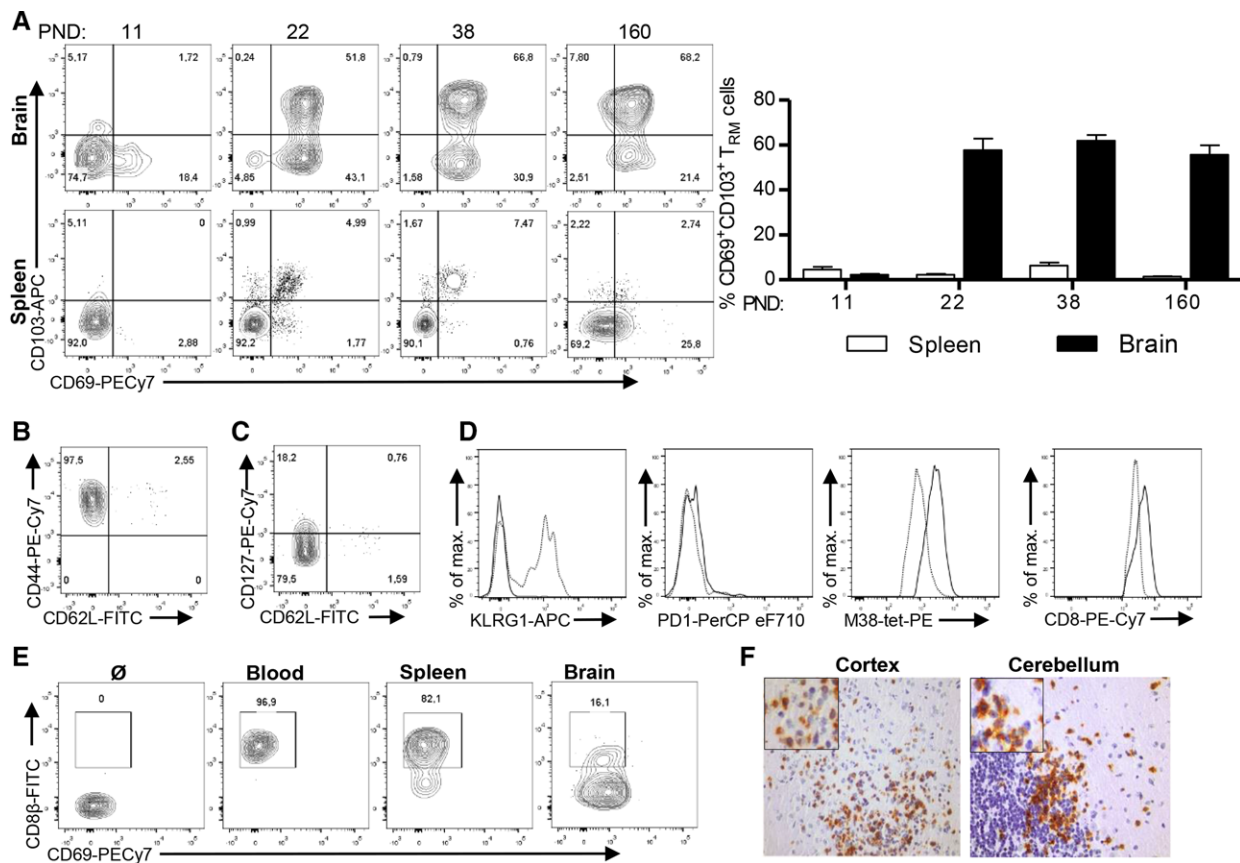 A
PND: 11 22 38 160
Brain
5,17 1,72
74,7 18,4
0,24 51,8
4,85 43,1
0,79 66,8
1,58 30,9
7,80 68,2
2,51 21,4
Spleen
CD103-APC
5,11 0
92,0 2,88
0,99 4,99
92,2 1,77
1,67 7,47
90,1 0,76
2,22 2,74
69,2 25,8
CD69-PECy7
% CD69+CD103+ TRM cells
80
60
40
20
0
PND: 11 22 38 160
Spleen Brain
B
CD44-PE-Cy7
97,5 2,55
0 0
CD62L-FITC
C
CD127-PE-Cy7
18,2 0,76
79,5 1,59
CD62L-FITC
D
% of max.
KLRG1-APC
% of max.
PD1-PerCP eF710
% of max.
M38-tet-PE
% of max.
CD8-PE-Cy7
E
Ø Blood Spleen Brain
0 96,9 82,1 16,1
CD8β-FITC
CD69-PECy7
F
Cortex Cerebellum